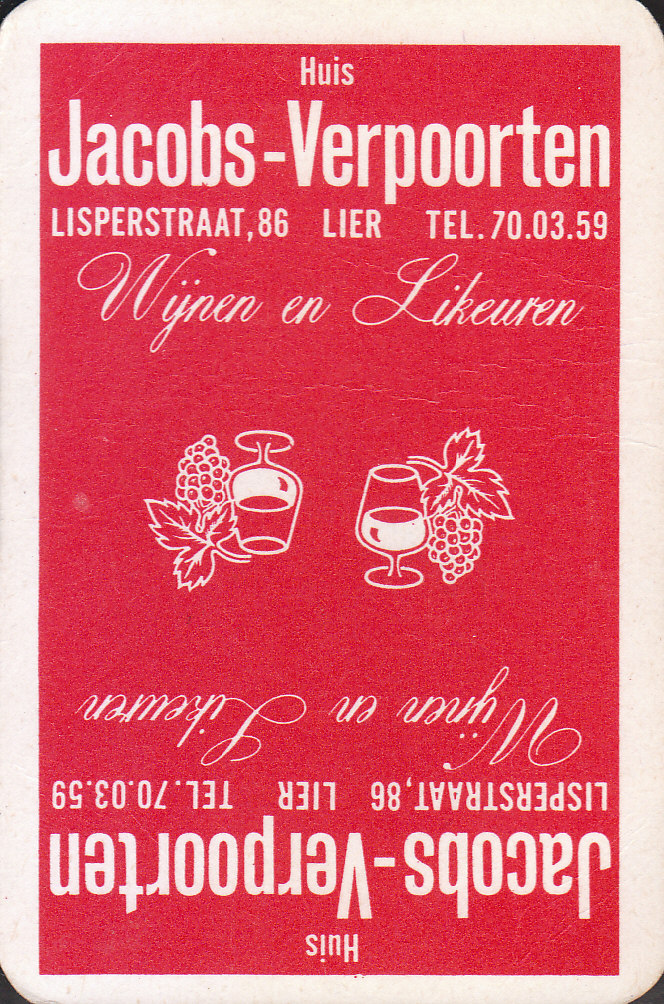 Huis
Jacobs-Verpoorten
LISPERSTRAAT,86 LIER TEL.70.03.59
Wijnen en Likeuren
Wijnen en Likeuren
LISPERSTRAAT,86 LIER TEL.70.03.59
Jacobs-Verpoorten
Huis